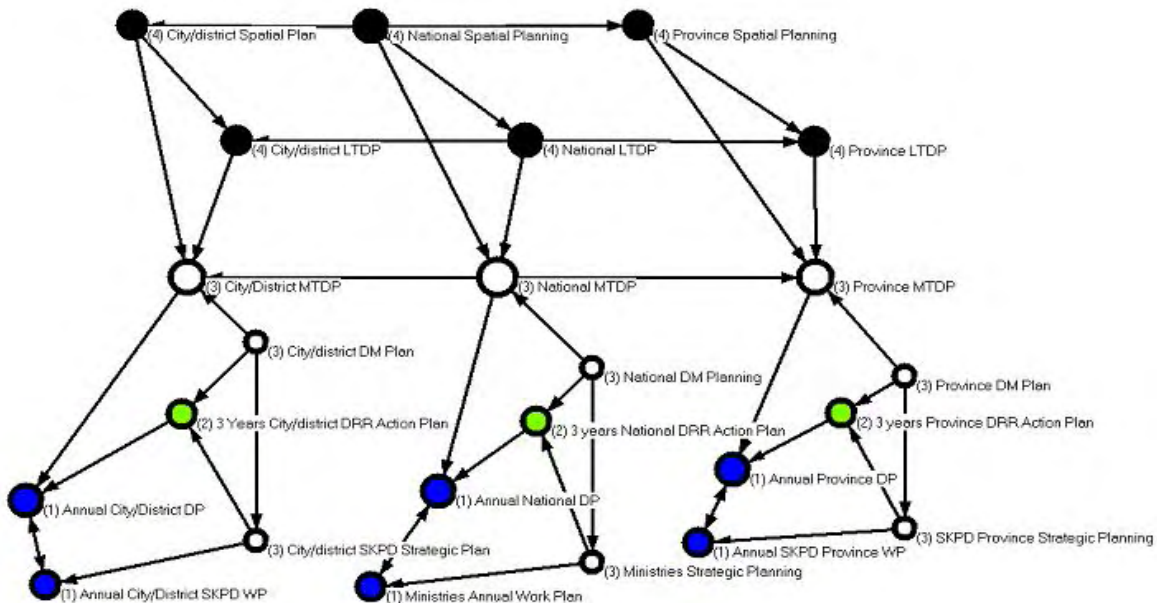 (4) City/district Spatial Plan
(4) National Spatial Planning
(4) Province Spatial Planning
(4) City/district LTDP
(4) National LTDP
(4) Province LTDP
(3) City/District MTDP
(3) National MTDP
(3) Province MTDP
(3) City/district DM Plan
(3) National DM Planning
(3) Province DM Plan
(2) 3 Years City/district DRR Action Plan
(2) 3 years National DRR Action Plan
(2) 3 years Province DRR Action Plan
(1) Annual City/District DP
(1) Annual National DP
(1) Annual Province DP
(3) City/district SKPD Strategic Plan
(3) Ministries Strategic Planning
(3) SKPD Province Strategic Planning
(1) Annual City/District SKPD WP
(1) Ministries Annual Work Plan
(1) Annual SKPD Province WP